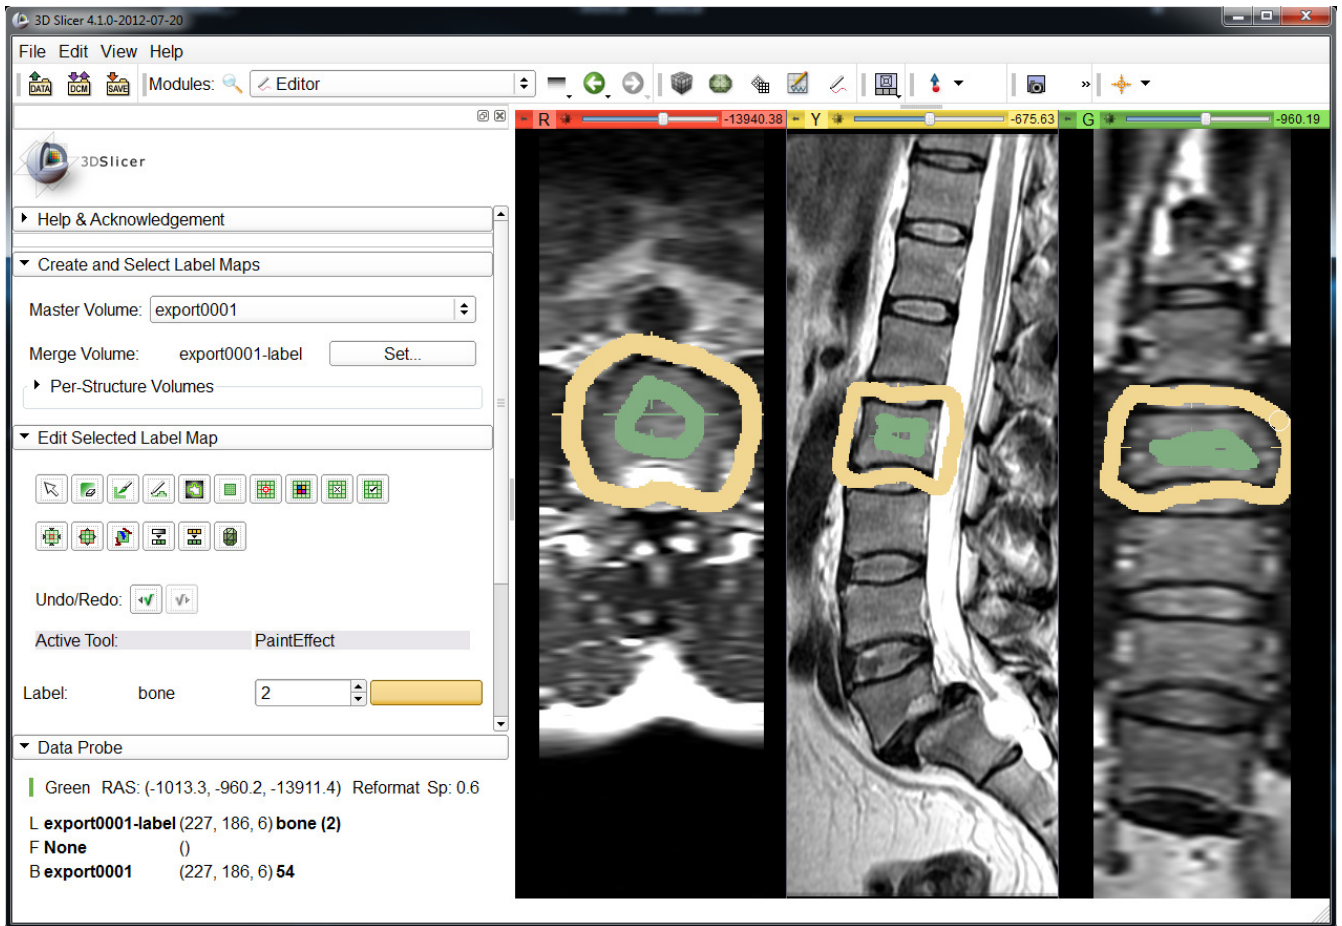 3D Slicer 4.1.0-2012-07-20
File Edit View Help
DATA DCM SAVE Modules: Editor »
R -13940.38 Y -675.63 G -960.19
3DSlicer
Help & Acknowledgement
Create and Select Label Maps
Master Volume: export0001
Merge Volume: export0001-label Set...
Per-Structure Volumes
Edit Selected Label Map
Undo/Redo:
Active Tool: PaintEffect
Label: bone 2
Data Probe
Green RAS: (-1013.3, -960.2, -13911.4) Reformat Sp: 0.6
L export0001-label (227, 186, 6) bone (2)
F None ()
B export0001 (227, 186, 6) 54